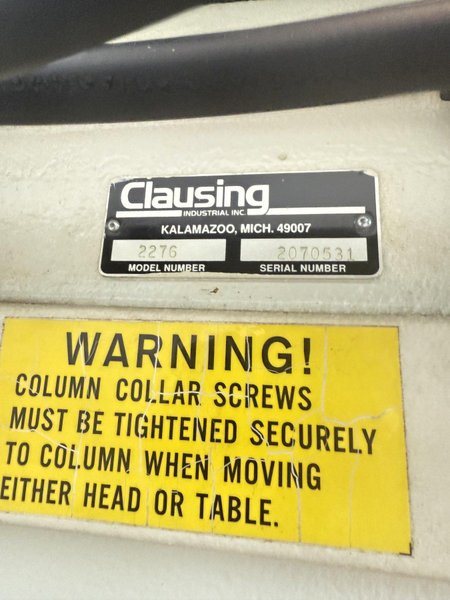 Clausing
INDUSTRIAL INC.
KALAMAZOO, MICH. 49007
2276 2070531
MODEL NUMBER SERIAL NUMBER
WARNING!
COLUMN COLLAR SCREWS
MUST BE TIGHTENED SECURELY
TO COLUMN WHEN MOVING
EITHER HEAD OR TABLE.